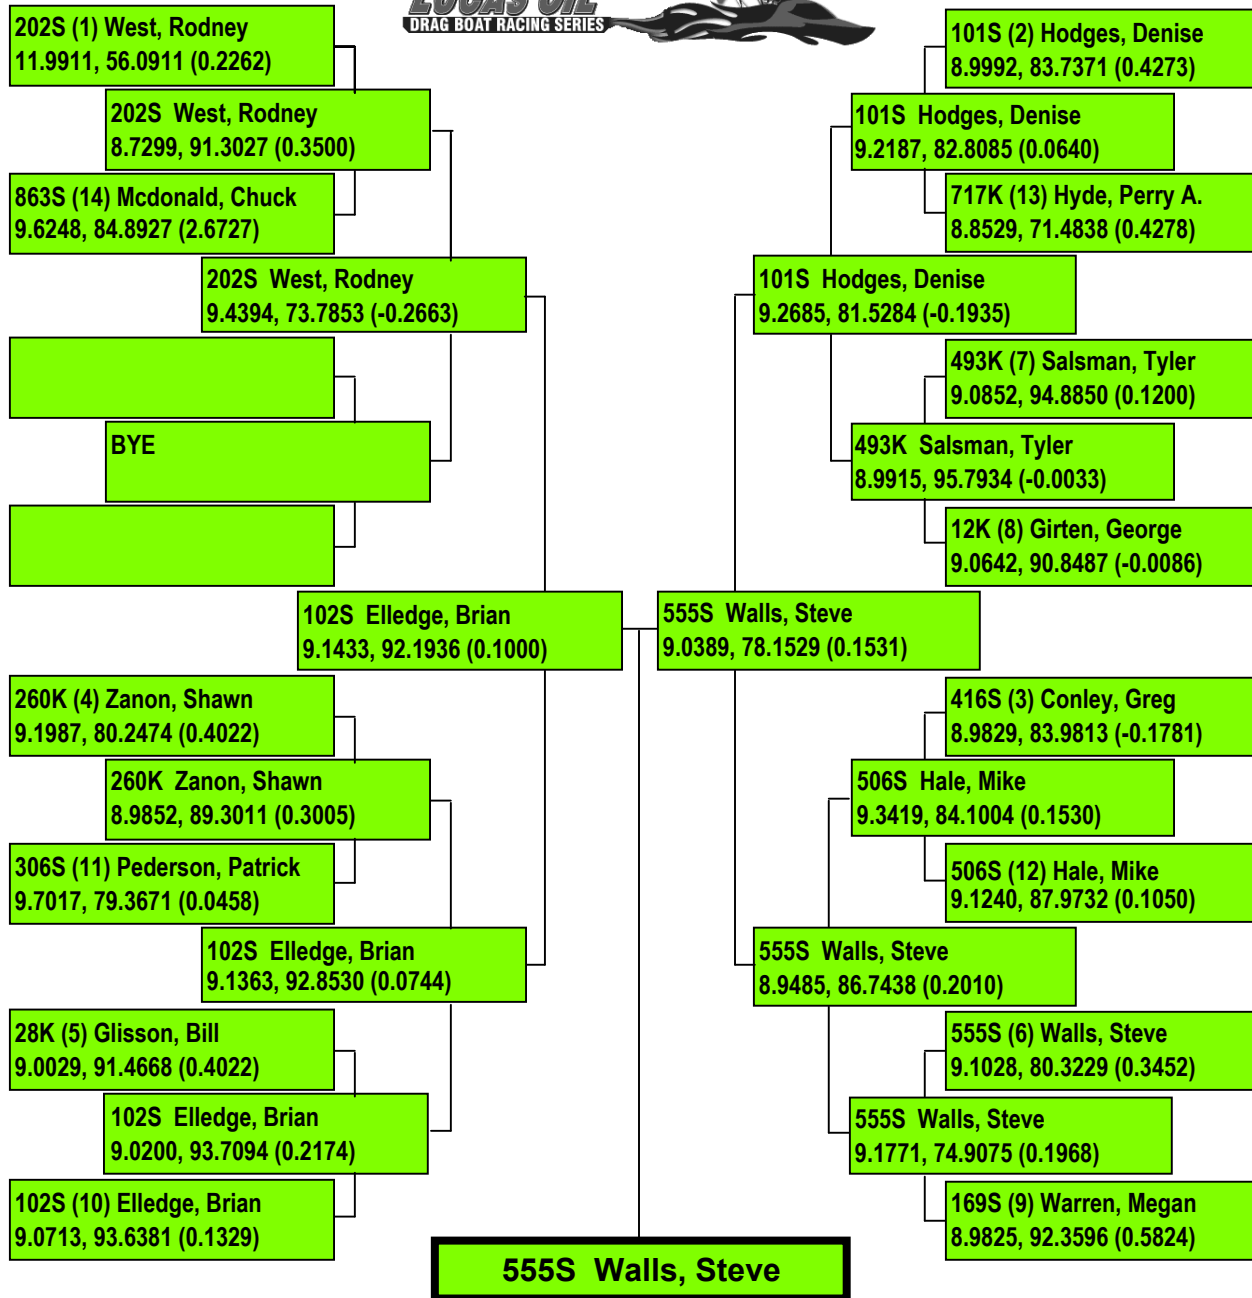 LUCAS OIL
DRAG BOAT RACING SERIES
202S (1) West, Rodney
11.9911, 56.0911 (0.2262)
202S West, Rodney
8.7299, 91.3027 (0.3500)
863S (14) Mcdonald, Chuck
9.6248, 84.8927 (2.6727)
202S West, Rodney
9.4394, 73.7853 (-0.2663)
BYE
102S Elledge, Brian
9.1433, 92.1936 (0.1000)
260K (4) Zanon, Shawn
9.1987, 80.2474 (0.4022)
260K Zanon, Shawn
8.9852, 89.3011 (0.3005)
306S (11) Pederson, Patrick
9.7017, 79.3671 (0.0458)
102S Elledge, Brian
9.1363, 92.8530 (0.0744)
28K (5) Glisson, Bill
9.0029, 91.4668 (0.4022)
102S Elledge, Brian
9.0200, 93.7094 (0.2174)
102S (10) Elledge, Brian
9.0713, 93.6381 (0.1329)
101S (2) Hodges, Denise
8.9992, 83.7371 (0.4273)
101S Hodges, Denise
9.2187, 82.8085 (0.0640)
717K (13) Hyde, Perry A.
8.8529, 71.4838 (0.4278)
101S Hodges, Denise
9.2685, 81.5284 (-0.1935)
493K (7) Salsman, Tyler
9.0852, 94.8850 (0.1200)
493K Salsman, Tyler
8.9915, 95.7934 (-0.0033)
12K (8) Girten, George
9.0642, 90.8487 (-0.0086)
555S Walls, Steve
9.0389, 78.1529 (0.1531)
416S (3) Conley, Greg
8.9829, 83.9813 (-0.1781)
506S Hale, Mike
9.3419, 84.1004 (0.1530)
506S (12) Hale, Mike
9.1240, 87.9732 (0.1050)
555S Walls, Steve
8.9485, 86.7438 (0.2010)
555S (6) Walls, Steve
9.1028, 80.3229 (0.3452)
555S Walls, Steve
9.1771, 74.9075 (0.1968)
169S (9) Warren, Megan
8.9825, 92.3596 (0.5824)
555S Walls, Steve